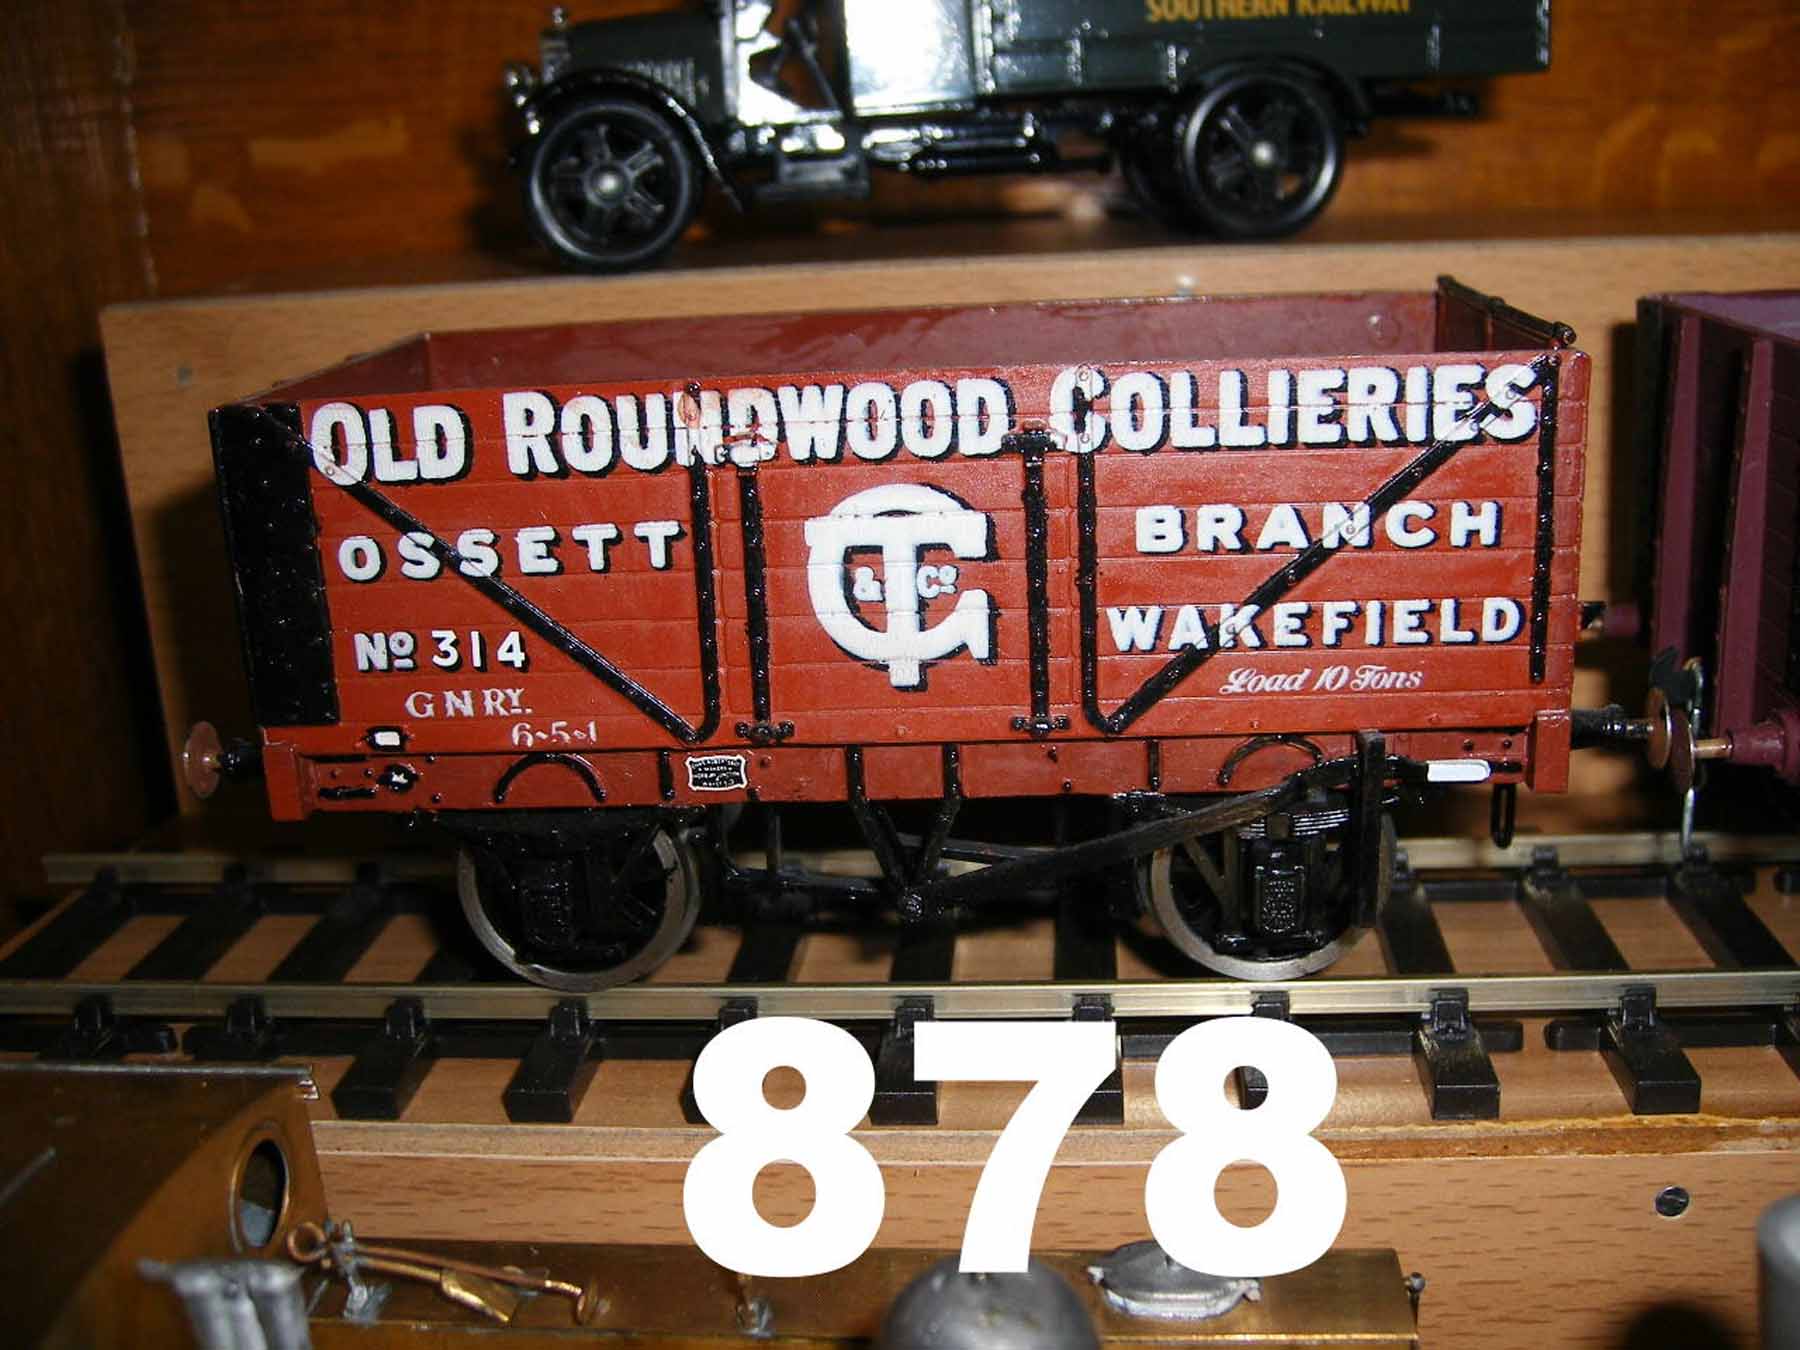 SOUTHERN RAILWAY
OLD ROUNDWOOD COLLIERIES
OSSETT BRANCH
TG & Co
No 314 WAKEFIELD
G N RY. Load 10 Tons
6-5-1
878